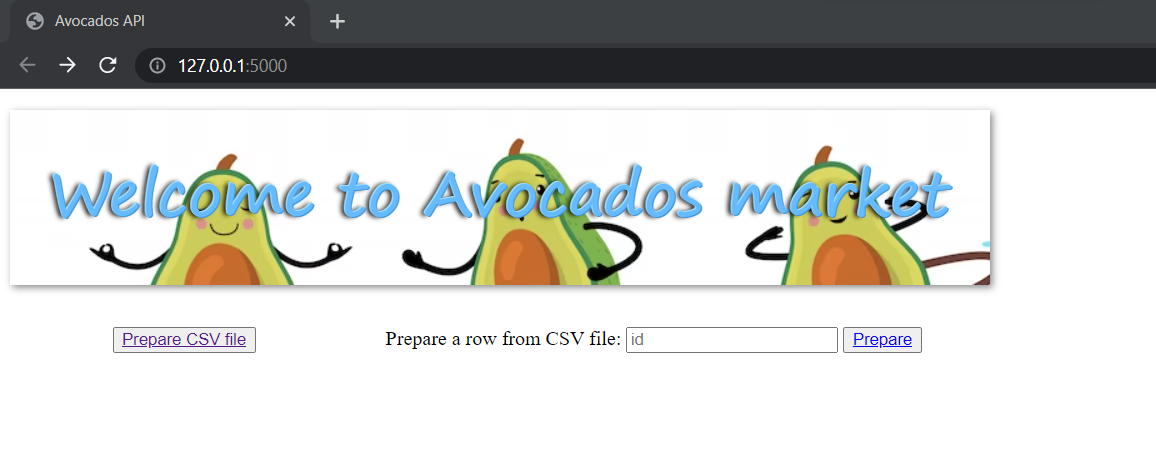 Avocados API
127.0.0.1:5000
Welcome to Avocados market
Prepare CSV file Prepare a row from CSV file: id Prepare